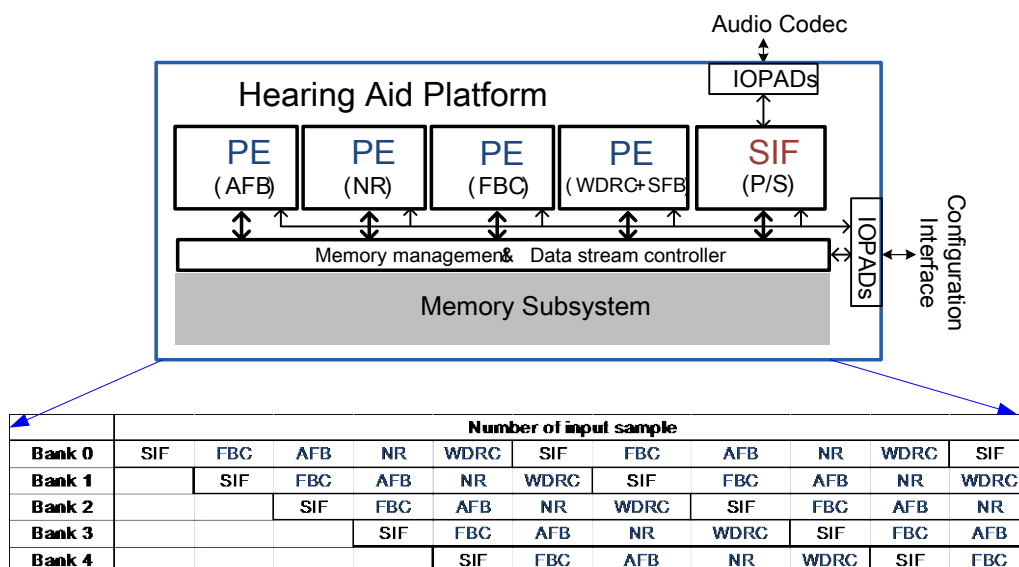 Audio Codec
IOPADs
Hearing Aid Platform
PE PE PE PE SIF
(AFB) (NR) (FBC) (WDRC+SFB) (P/S)
IOPADs
Configuration
Interface
Memory management& Data stream controller
Memory Subsystem
Number of input sample
Bank 0 SIF FBC AFB NR WDRC SIF FBC AFB NR WDRC SIF
Bank 1 SIF FBC AFB NR WDRC SIF FBC AFB NR WDRC
Bank 2 SIF FBC AFB NR WDRC SIF FBC AFB NR
Bank 3 SIF FBC AFB NR WDRC SIF FBC AFB
Bank 4 SIF FBC AFB NR WDRC SIF FBC